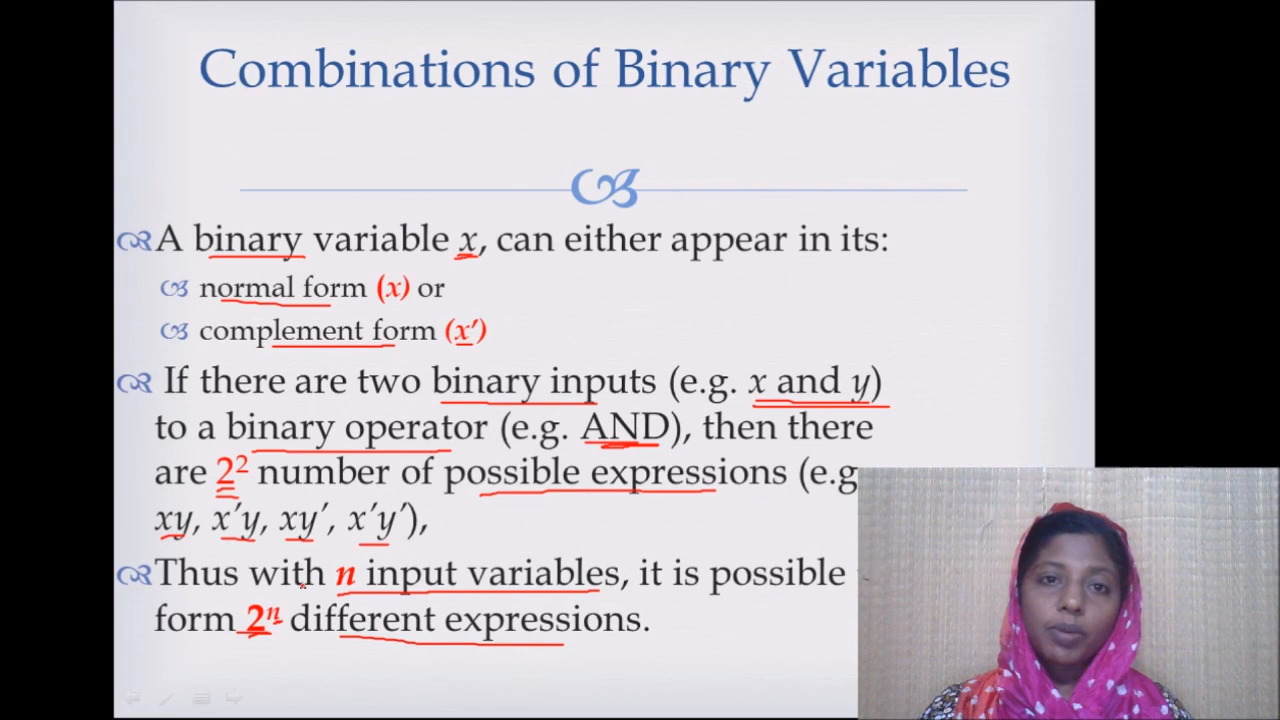 Combinations of Binary Variables
A binary variable x, can either appear in its:
normal form (x) or
complement form (x′)
If there are two binary inputs (e.g. x and y)
to a binary operator (e.g. AND), then there
are 2² number of possible expressions (e.g
xy, x′y, xy′, x′y′),
Thus with n input variables, it is possible
form 2ⁿ different expressions.